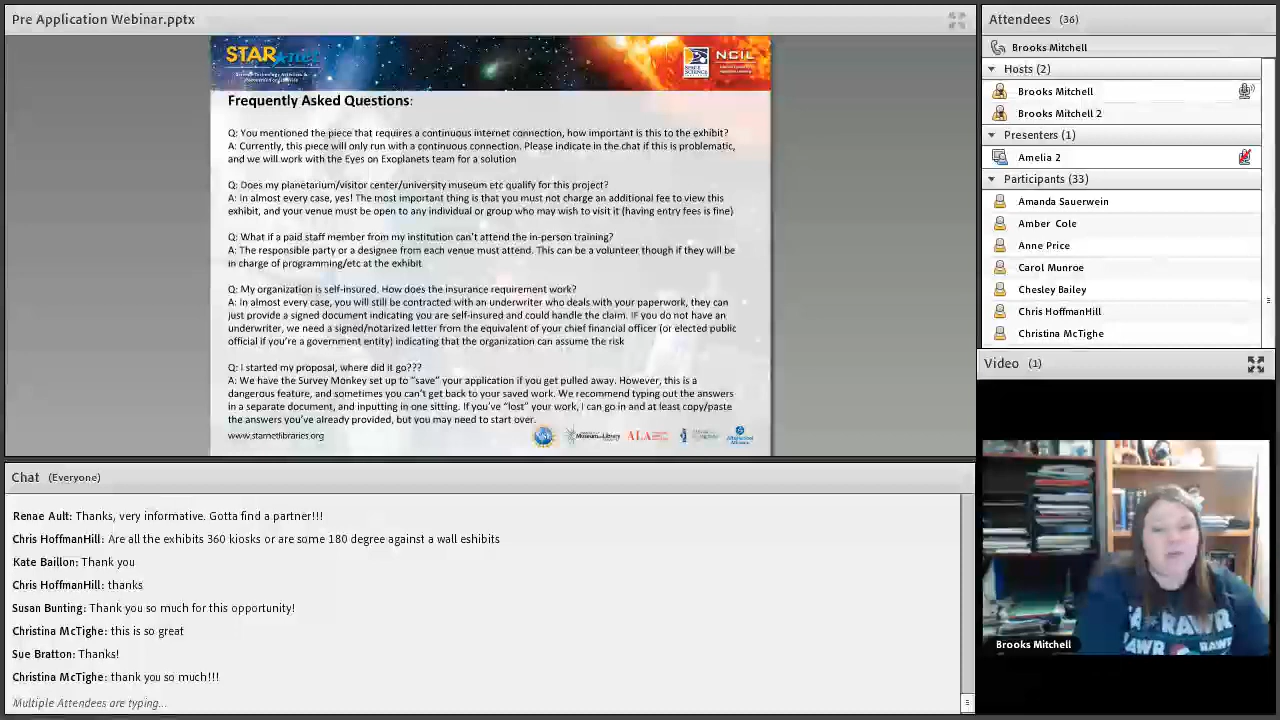 Pre Application Webinar.pptx
STAR
SPACE SCIENCE
NCIL
Frequently Asked Questions:
Q: You mentioned the piece that requires a continuous internet connection, how important is this to the exhibit?
A: Currently, this piece will only run with a continuous connection. Please indicate in the chat if this is problematic,
and we will work with the Eyes on Exoplanets team for a solution
Q: Does my planetarium/visitor center/university museum etc qualify for this project?
A: In almost every case, yes! The most important thing is that you must not charge an additional fee to view this
exhibit, and your venue must be open to any individual or group who may wish to visit it (having entry fees is fine)
Q: What if a paid staff member from my institution can't attend the in-person training?
A: The responsible party or a designee from each venue must attend. This can be a volunteer though if they will be
in charge of programming/etc at the exhibit
Q: My organization is self-insured. How does the insurance requirement work?
A: In almost every case, you will still be contracted with an underwriter who deals with your paperwork, they can
just provide a signed document indicating you are self-insured and could handle the claim. IF you do not have an
underwriter, we need a signed/notarized letter from the equivalent of your chief financial officer (or elected public
official if you're a government entity) indicating that the organization can assume the risk
Q: I started my proposal, where did it go???
A: We have the Survey Monkey set up to "save" your application if you get pulled away. However, this is a
dangerous feature, and sometimes you can't get back to your saved work. We recommend typing out the answers
in a separate document, and inputting in one sitting. If you've "lost" your work, I can go in and at least copy/paste
the answers you've already provided, but you may need to start over.
www.starnetlibraries.org
ALA
Chat (Everyone)
Renae Ault: Thanks, very informative. Gotta find a partner!!!
Chris HoffmanHill: Are all the exhibits 360 kiosks or are some 180 degree against a wall eshibits
Kate Baillon: Thank you
Chris HoffmanHill: thanks
Susan Bunting: Thank you so much for this opportunity!
Christina McTighe: this is so great
Sue Bratton: Thanks!
Christina McTighe: thank you so much!!!
Multiple Attendees are typing...
Attendees (36)
Brooks Mitchell
Hosts (2)
Brooks Mitchell
Brooks Mitchell 2
Presenters (1)
Amelia 2
Participants (33)
Amanda Sauerwein
Amber Cole
Anne Price
Carol Munroe
Chesley Bailey
Chris HoffmanHill
Christina McTighe
Video (1)
RAWR
Brooks Mitchell